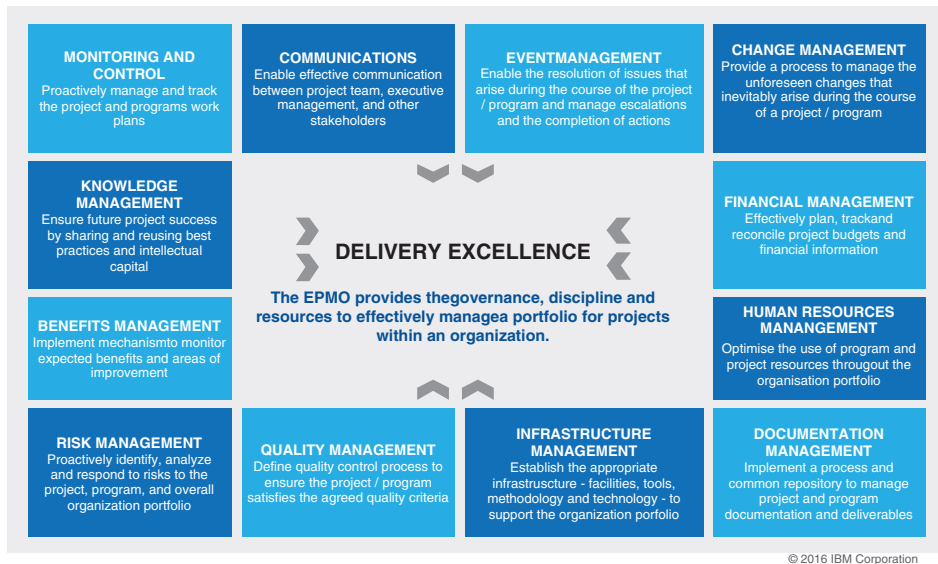 MONITORING AND
CONTROL
Proactively manage and track
the project and programs work
plans
COMMUNICATIONS
Enable effective communication
between project team, executive
management, and other
stakeholders
EVENTMANAGEMENT
Enable the resolution of issues that
arise during the course of the project
/ program and manage escalations
and the completion of actions
CHANGE MANAGEMENT
Provide a process to manage the
unforeseen changes that
inevitably arise during the course
of a project / program
KNOWLEDGE
MANAGEMENT
Ensure future project success
by sharing and reusing best
practices and intellectual
capital
FINANCIAL MANAGEMENT
Effectively plan, trackand
reconcile project budgets and
financial information
DELIVERY EXCELLENCE
The EPMO provides thegovernance, discipline and
resources to effectively managea portfolio for projects
within an organization.
BENEFITS MANAGEMENT
Implement mechanismto monitor
expected benefits and areas of
improvement
HUMAN RESOURCES
MANANGEMENT
Optimise the use of program and
project resources througout the
organisation portfolio
RISK MANAGEMENT
Proactively identify, analyze
and respond to risks to the
project, program, and overall
organization portfolio
QUALITY MANAGEMENT
Define quality control process to
ensure the project / program
satisfies the agreed quality criteria
INFRASTRUCTURE
MANAGEMENT
Establish the appropriate
infrastruscture - facilities, tools,
methodology and technology - to
support the organization porfolio
DOCUMENTATION
MANAGEMENT
Implement a process and
common repository to manage
project and program
documentation and deliverables
© 2016 IBM Corporation